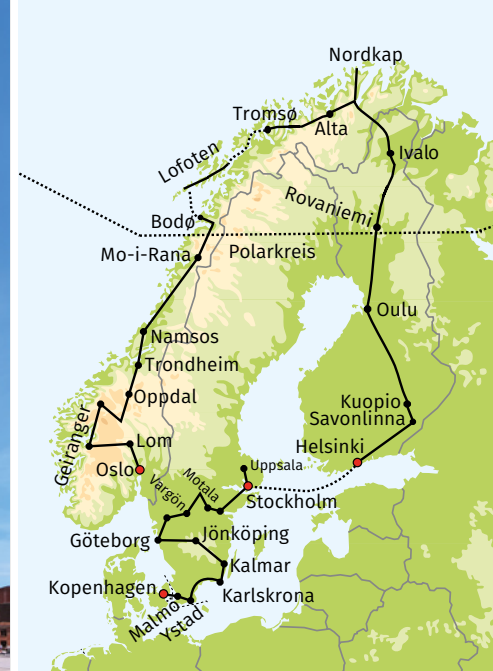 Nordkap
Tromsø
Alta
Ivalo
Lofoten
Rovaniemi
Bodø
Polarkreis
Mo-i-Rana
Oulu
Namsos
Trondheim
Oppdal
Kuopio
Savonlinna
Geiranger
Lom
Helsinki
Oslo
Uppsala
Vargön
Motala
Stockholm
Göteborg
Jönköping
Kalmar
Kopenhagen
Karlskrona
Malmö
Ystad